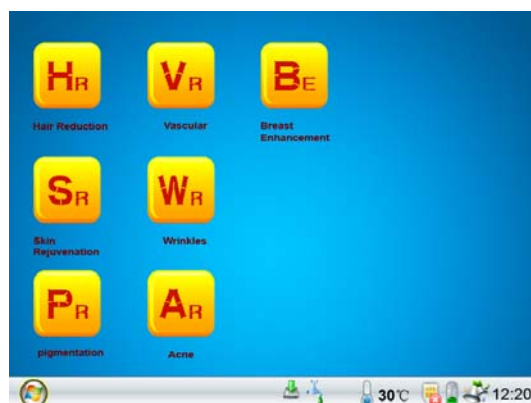 HR
VR
BE
Hair Reduction
Vascular
Breast
Enhancement
SR
WR
Skin
Rejuvenation
Wrinkles
PR
AR
pigmentation
Acne
30℃
12:20